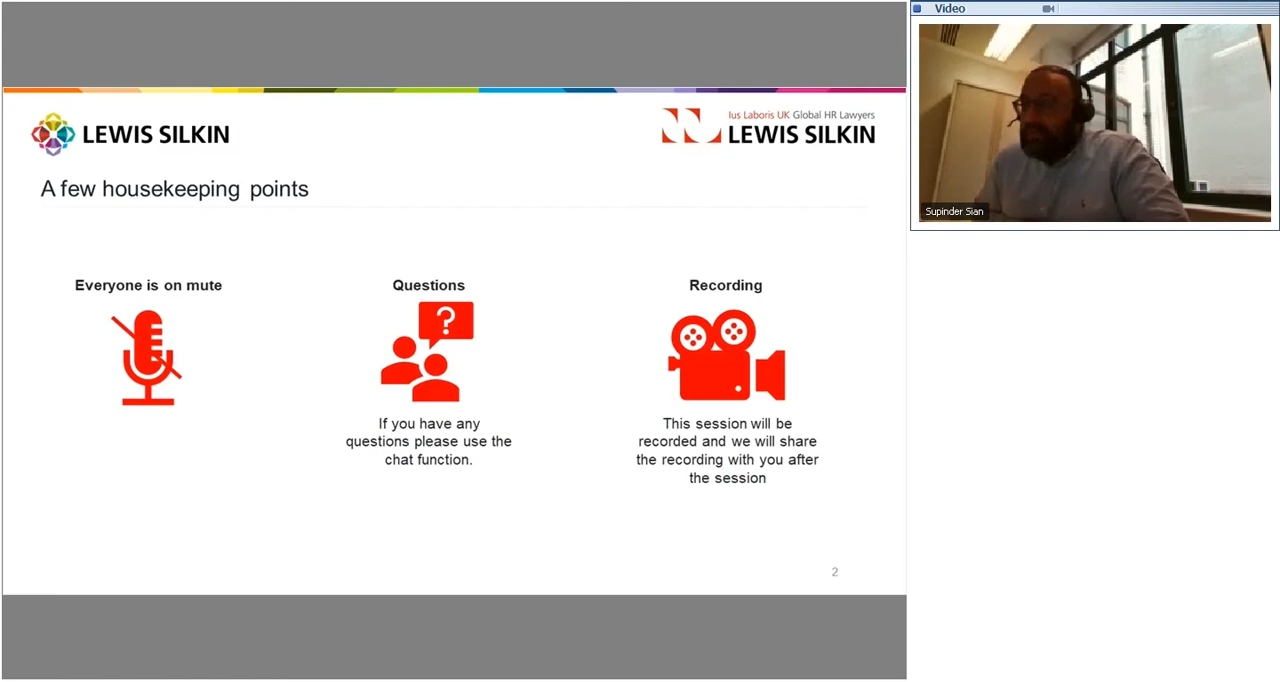 LEWIS SILKIN
Ius Laboris UK Global HR Lawyers
LEWIS SILKIN
A few housekeeping points
Everyone is on mute
Questions
?
If you have any
questions please use the
chat function.
Recording
This session will be
recorded and we will share
the recording with you after
the session
2
Video
Supinder Sian